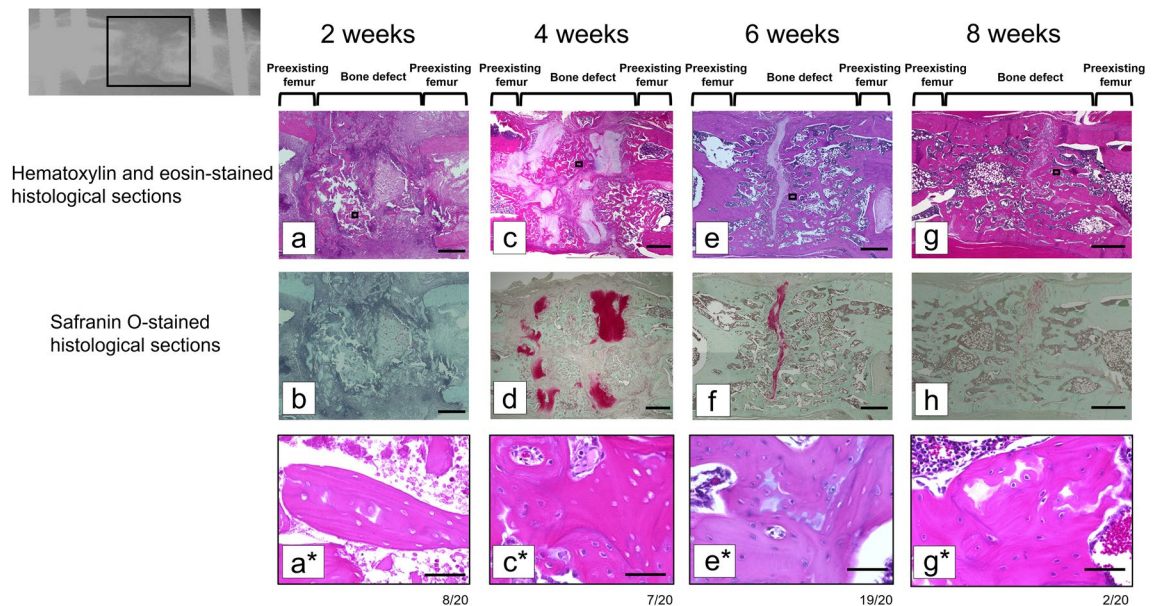 2 weeks 4 weeks 6 weeks 8 weeks
Preexisting femur Bone defect Preexisting femur Preexisting femur Bone defect Preexisting femur Preexisting femur Bone defect Preexisting femur Preexisting femur Bone defect Preexisting femur
Hematoxylin and eosin-stained
histological sections
a c e g
Safranin O-stained
histological sections
b d f h
a* c* e* g*
8/20 7/20 19/20 2/20